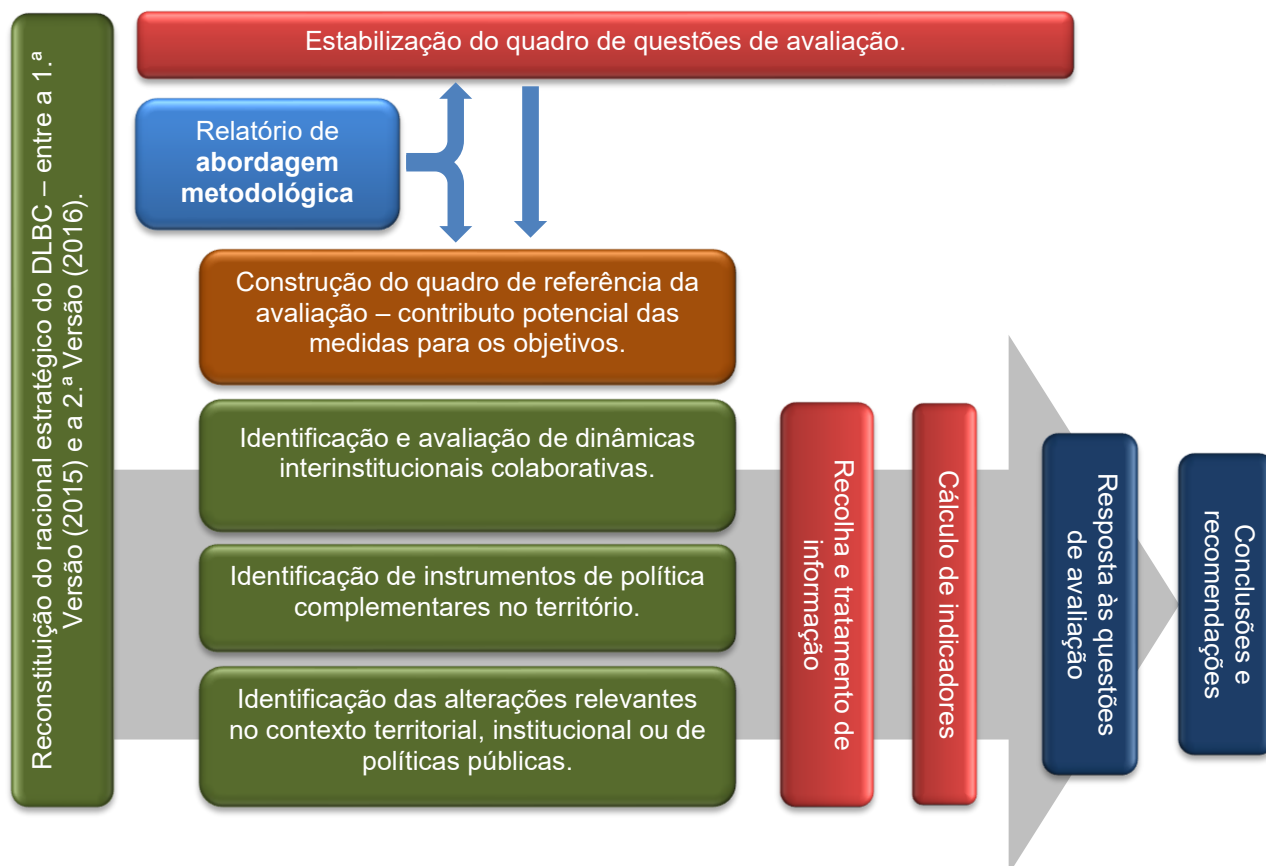 Reconstituição do racional estratégico do DLBC – entre a 1.ª
Versão (2015) e a 2.ª Versão (2016).
Estabilização do quadro de questões de avaliação.
Relatório de
abordagem
metodológica
Construção do quadro de referência da
avaliação – contributo potencial das
medidas para os objetivos.
Identificação e avaliação de dinâmicas
interinstitucionais colaborativas.
Identificação de instrumentos de política
complementares no território.
Identificação das alterações relevantes
no contexto territorial, institucional ou de
políticas públicas.
Recolha e tratamento de
informação
Cálculo de indicadores
Resposta às questões
de avaliação
Conclusões e
recomendações